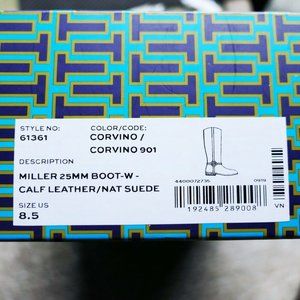 STYLE NO:
61361
COLOR/CODE:
CORVINO /
CORVINO 901
DESCRIPTION
MILLER 25MM BOOT-W -
CALF LEATHER/NAT SUEDE
SIZE US
8.5
4400072735
192485 289008
VN